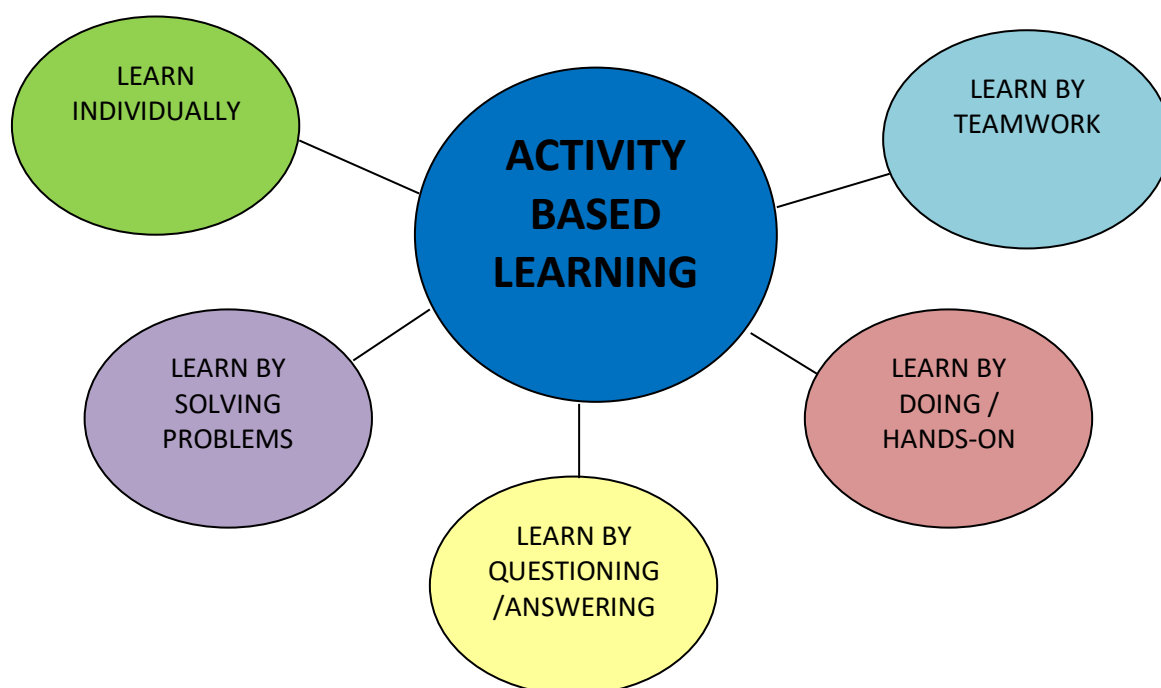 LEARN
INDIVIDUALLY
ACTIVITY
BASED
LEARNING
LEARN BY
TEAMWORK
LEARN BY
SOLVING
PROBLEMS
LEARN BY
DOING /
HANDS-ON
LEARN BY
QUESTIONING
/ANSWERING